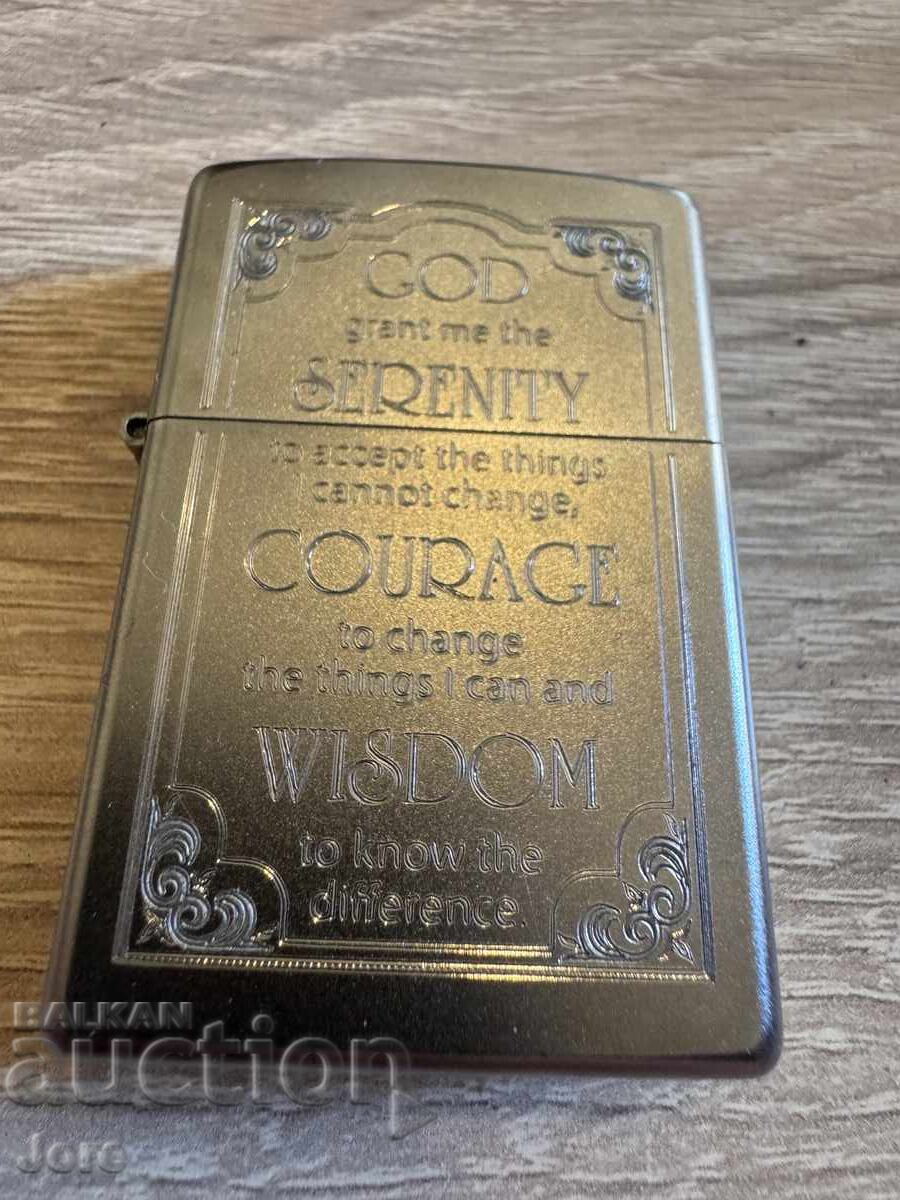 GOD
grant me the
SERENITY
to accept the things
cannot change,
COURAGE
to change
the things I can and
WISDOM
to know the
difference.
BALKAN
auction
Jore